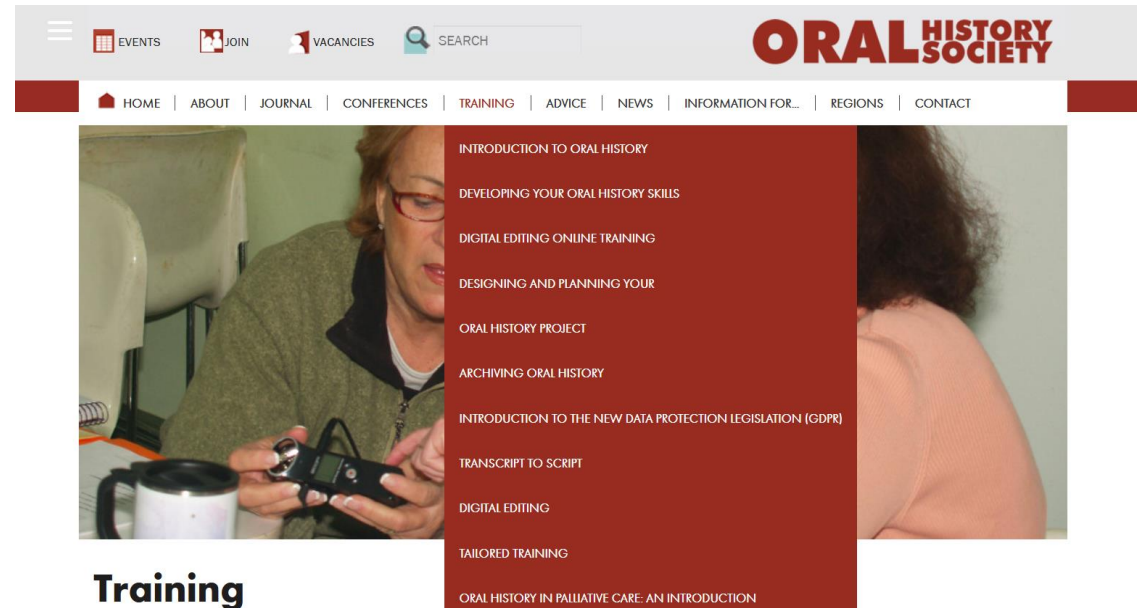 EVENTS JOIN VACANCIES SEARCH
ORAL HISTORY SOCIETY
HOME | ABOUT | JOURNAL | CONFERENCES | TRAINING | ADVICE | NEWS | INFORMATION FOR... | REGIONS | CONTACT
INTRODUCTION TO ORAL HISTORY
DEVELOPING YOUR ORAL HISTORY SKILLS
DIGITAL EDITING ONLINE TRAINING
DESIGNING AND PLANNING YOUR
ORAL HISTORY PROJECT
ARCHIVING ORAL HISTORY
INTRODUCTION TO THE NEW DATA PROTECTION LEGISLATION (GDPR)
TRANSCRIPT TO SCRIPT
DIGITAL EDITING
TAILORED TRAINING
ORAL HISTORY IN PALLIATIVE CARE: AN INTRODUCTION
Training